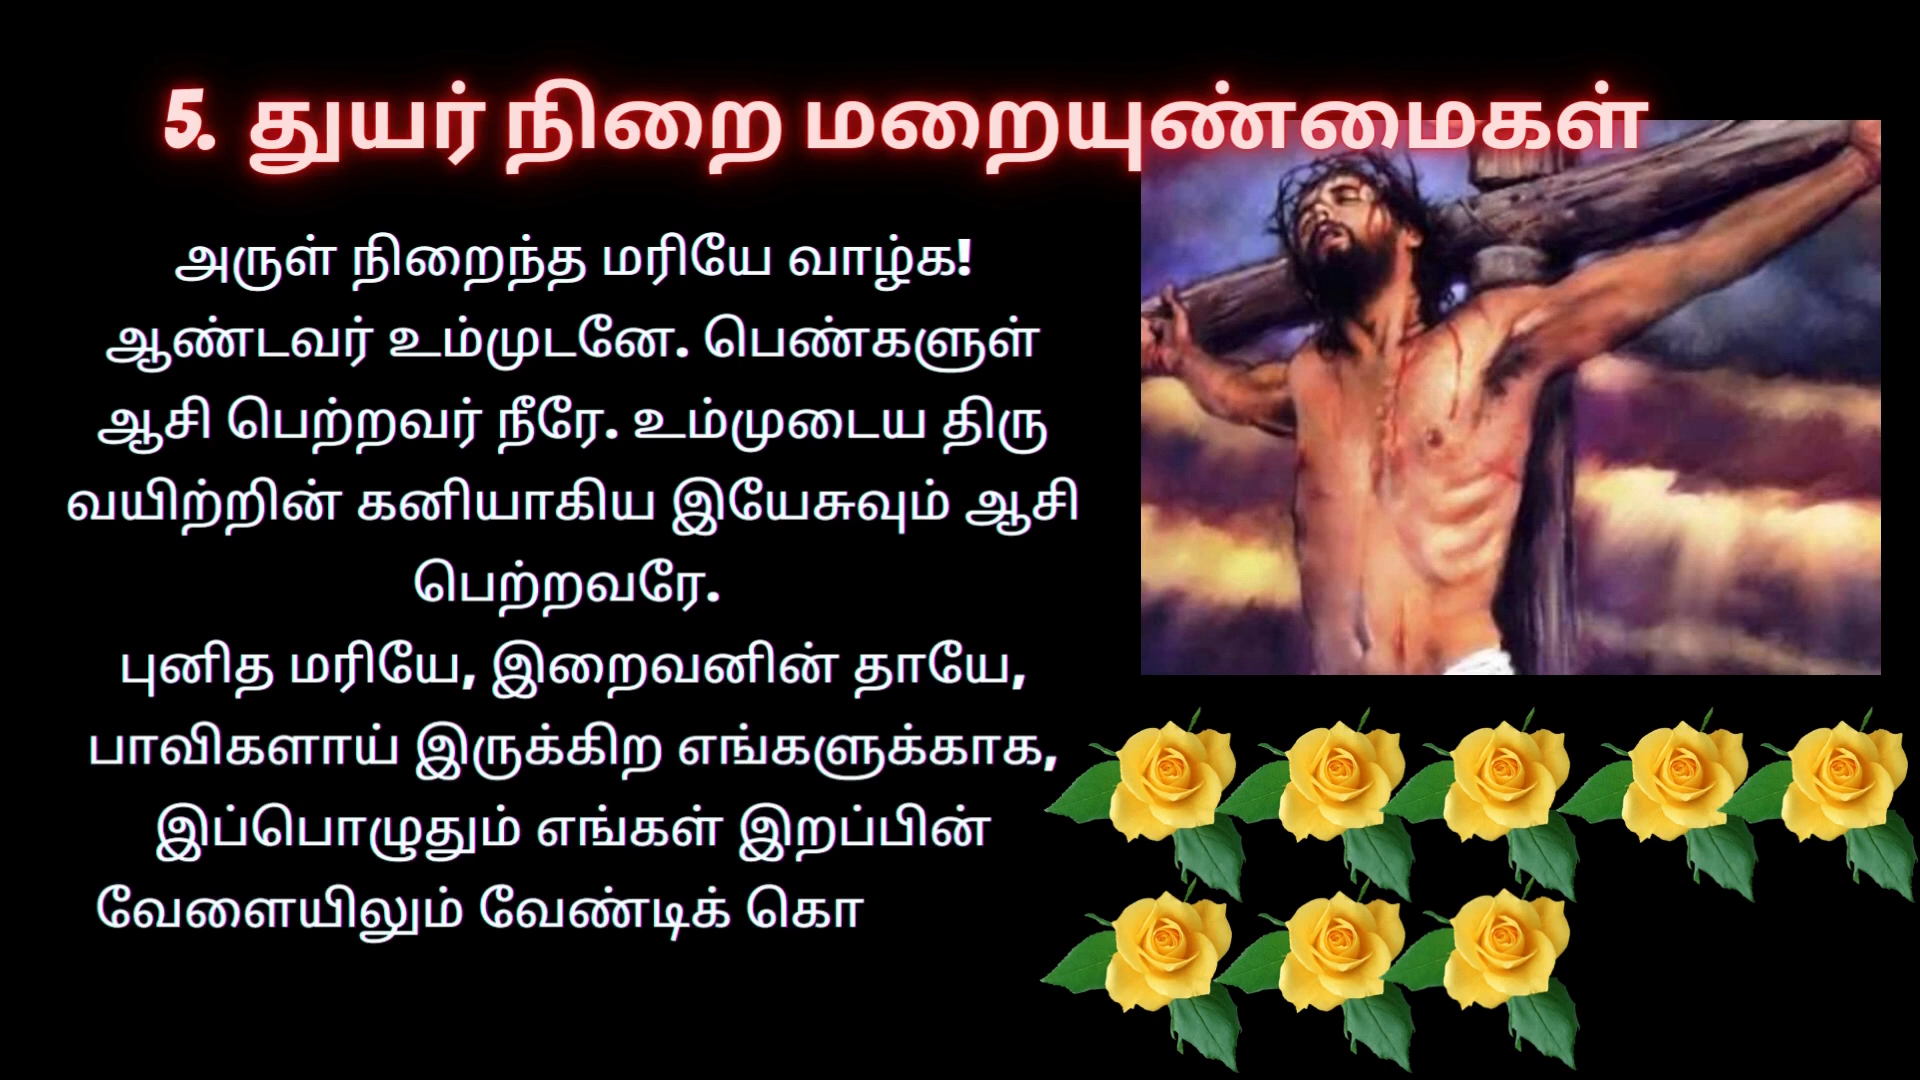 5. துயர் நிறை மறையுண்மைகள்
அருள் நிறைந்த மரியே வாழ்க!
ஆண்டவர் உம்முடனே. பெண்களுள்
ஆசி பெற்றவர் நீரே. உம்முடைய திரு
வயிற்றின் கனியாகிய இயேசுவும் ஆசி
பெற்றவரே.
புனித மரியே, இறைவனின் தாயே,
பாவிகளாய் இருக்கிற எங்களுக்காக,
இப்பொழுதும் எங்கள் இறப்பின்
வேளையிலும் வேண்டிக் கொ